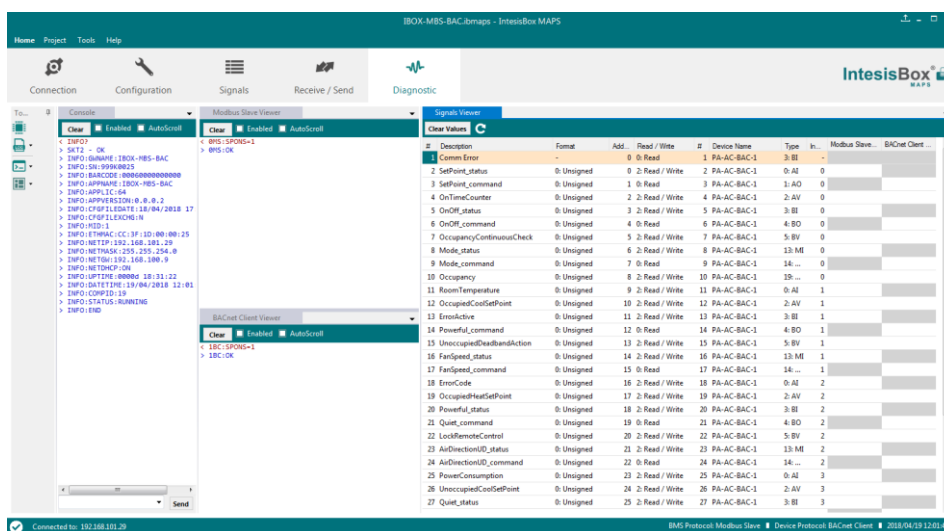 IBOX-MBS-BAC.ibmaps - IntesisBox MAPS
Home Project Tools Help
Connection Configuration Signals Receive / Send Diagnostic
IntesisBox®
MAPS
To...
Console
Clear Enabled AutoScroll
< INFO?
> SKT2 - OK
> INFO:GWNAME:IBOX-MBS-BAC
> INFO:SN:999K0025
> INFO:BARCODE:00060000000000
> INFO:APPNAME:IBOX-MBS-BAC
> INFO:APPLIC:64
> INFO:APPVERSION:0.0.0.2
> INFO:CFGFILEDATE:18/04/2018 17
> INFO:CFGFILEXCHG:N
> INFO:MID:1
> INFO:ETHMAC:CC:3F:1D:00:00:25
> INFO:NETIP:192.168.101.29
> INFO:NETMASK:255.255.254.0
> INFO:NETGW:192.168.100.9
> INFO:NETDHCP:ON
> INFO:UPTIME:0000d 18:31:22
> INFO:DATETIME:19/04/2018 12:01
> INFO:COMPID:19
> INFO:STATUS:RUNNING
> INFO:END
Send
Modbus Slave Viewer
Clear Enabled AutoScroll
< 0MS:SPONS=1
> 0MS:OK
BACnet Client Viewer
Clear Enabled AutoScroll
< 1BC:SPONS=1
> 1BC:OK
Signals Viewer
Clear Values
# Description Format Add... Read / Write # Device Name Type In... Modbus Slave... BACnet Client ...
1 Comm Error - 0 0: Read 1 PA-AC-BAC-1 3: BI -
2 SetPoint_status 0: Unsigned 0 2: Read / Write 2 PA-AC-BAC-1 0: AI 0
3 SetPoint_command 0: Unsigned 1 0: Read 3 PA-AC-BAC-1 1: AO 0
4 OnTimeCounter 0: Unsigned 2 2: Read / Write 4 PA-AC-BAC-1 2: AV 0
5 OnOff_status 0: Unsigned 3 2: Read / Write 5 PA-AC-BAC-1 3: BI 0
6 OnOff_command 0: Unsigned 4 0: Read 6 PA-AC-BAC-1 4: BO 0
7 OccupancyContinuousCheck 0: Unsigned 5 2: Read / Write 7 PA-AC-BAC-1 5: BV 0
8 Mode_status 0: Unsigned 6 2: Read / Write 8 PA-AC-BAC-1 13: MI 0
9 Mode_command 0: Unsigned 7 0: Read 9 PA-AC-BAC-1 14: ... 0
10 Occupancy 0: Unsigned 8 2: Read / Write 10 PA-AC-BAC-1 19: ... 0
11 RoomTemperature 0: Unsigned 9 2: Read / Write 11 PA-AC-BAC-1 0: AI 1
12 OccupiedCoolSetPoint 0: Unsigned 10 2: Read / Write 12 PA-AC-BAC-1 2: AV 1
13 ErrorActive 0: Unsigned 11 2: Read / Write 13 PA-AC-BAC-1 3: BI 1
14 Powerful_command 0: Unsigned 12 0: Read 14 PA-AC-BAC-1 4: BO 1
15 UnoccupiedDeadbandAction 0: Unsigned 13 2: Read / Write 15 PA-AC-BAC-1 5: BV 1
16 FanSpeed_status 0: Unsigned 14 2: Read / Write 16 PA-AC-BAC-1 13: MI 1
17 FanSpeed_command 0: Unsigned 15 0: Read 17 PA-AC-BAC-1 14: ... 1
18 ErrorCode 0: Unsigned 16 2: Read / Write 18 PA-AC-BAC-1 0: AI 2
19 OccupiedHeatSetPoint 0: Unsigned 17 2: Read / Write 19 PA-AC-BAC-1 2: AV 2
20 Powerful_status 0: Unsigned 18 2: Read / Write 20 PA-AC-BAC-1 3: BI 2
21 Quiet_command 0: Unsigned 19 0: Read 21 PA-AC-BAC-1 4: BO 2
22 LockRemoteControl 0: Unsigned 20 2: Read / Write 22 PA-AC-BAC-1 5: BV 2
23 AirDirectionUD_status 0: Unsigned 21 2: Read / Write 23 PA-AC-BAC-1 13: MI 2
24 AirDirectionUD_command 0: Unsigned 22 0: Read 24 PA-AC-BAC-1 14: ... 2
25 PowerConsumption 0: Unsigned 23 2: Read / Write 25 PA-AC-BAC-1 0: AI 3
26 UnoccupiedCoolSetPoint 0: Unsigned 24 2: Read / Write 26 PA-AC-BAC-1 2: AV 3
27 Quiet_status 0: Unsigned 25 2: Read / Write 27 PA-AC-BAC-1 3: BI 3
Connected to: 192.168.101.29
BMS Protocol: Modbus Slave Device Protocol: BACnet Client 2018/04/19 12:01:4